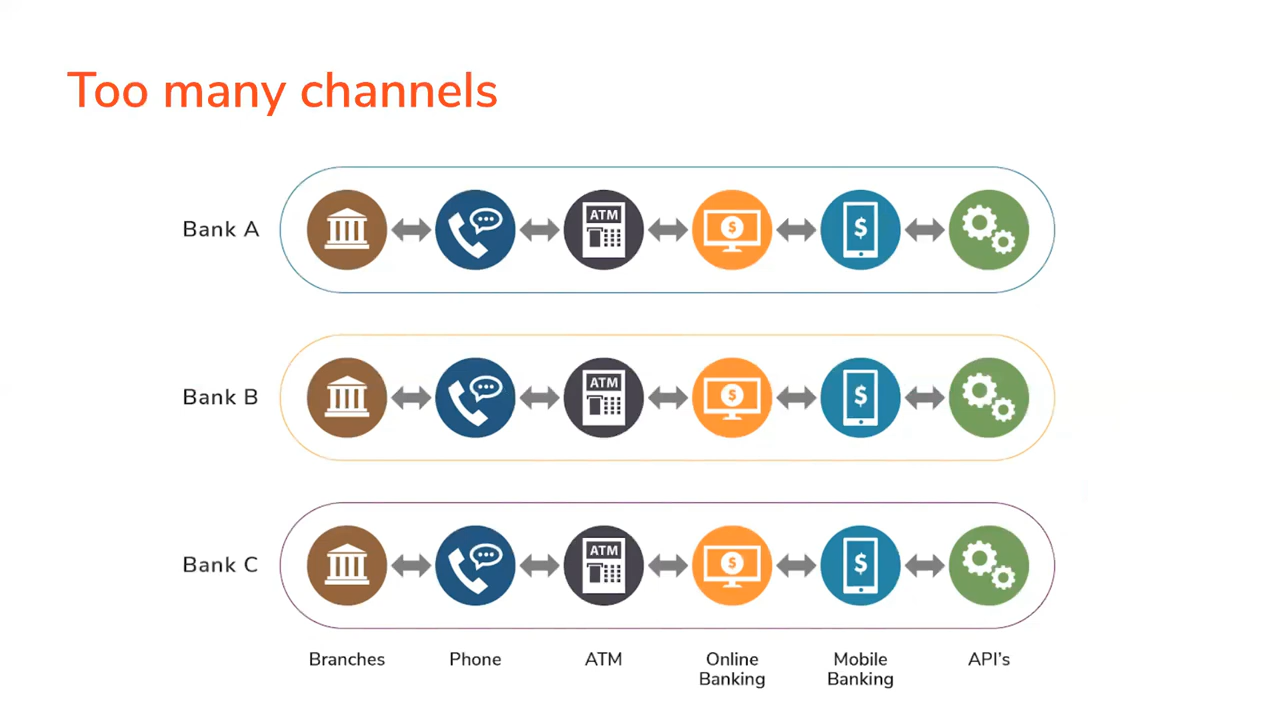 Too many channels
Bank A
ATM
$
$
Bank B
ATM
$
$
Bank C
ATM
$
$
Branches
Phone
ATM
Online
Banking
Mobile
Banking
API's